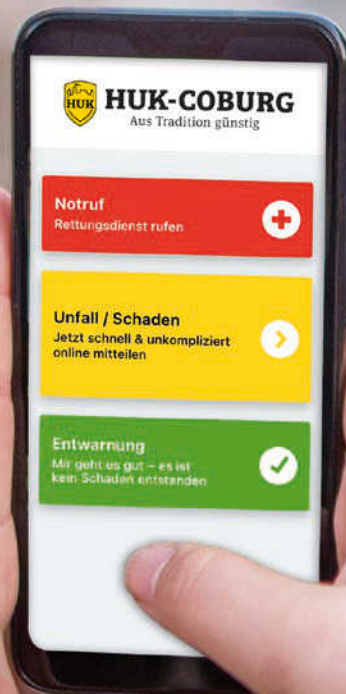 HUK
HUK-COBURG
Aus Tradition günstig
Notruf
Rettungsdienst rufen
Unfall / Schaden
Jetzt schnell & unkompliziert
online mitteilen
Entwarnung
Mir geht es gut – es ist
kein Schaden entstanden